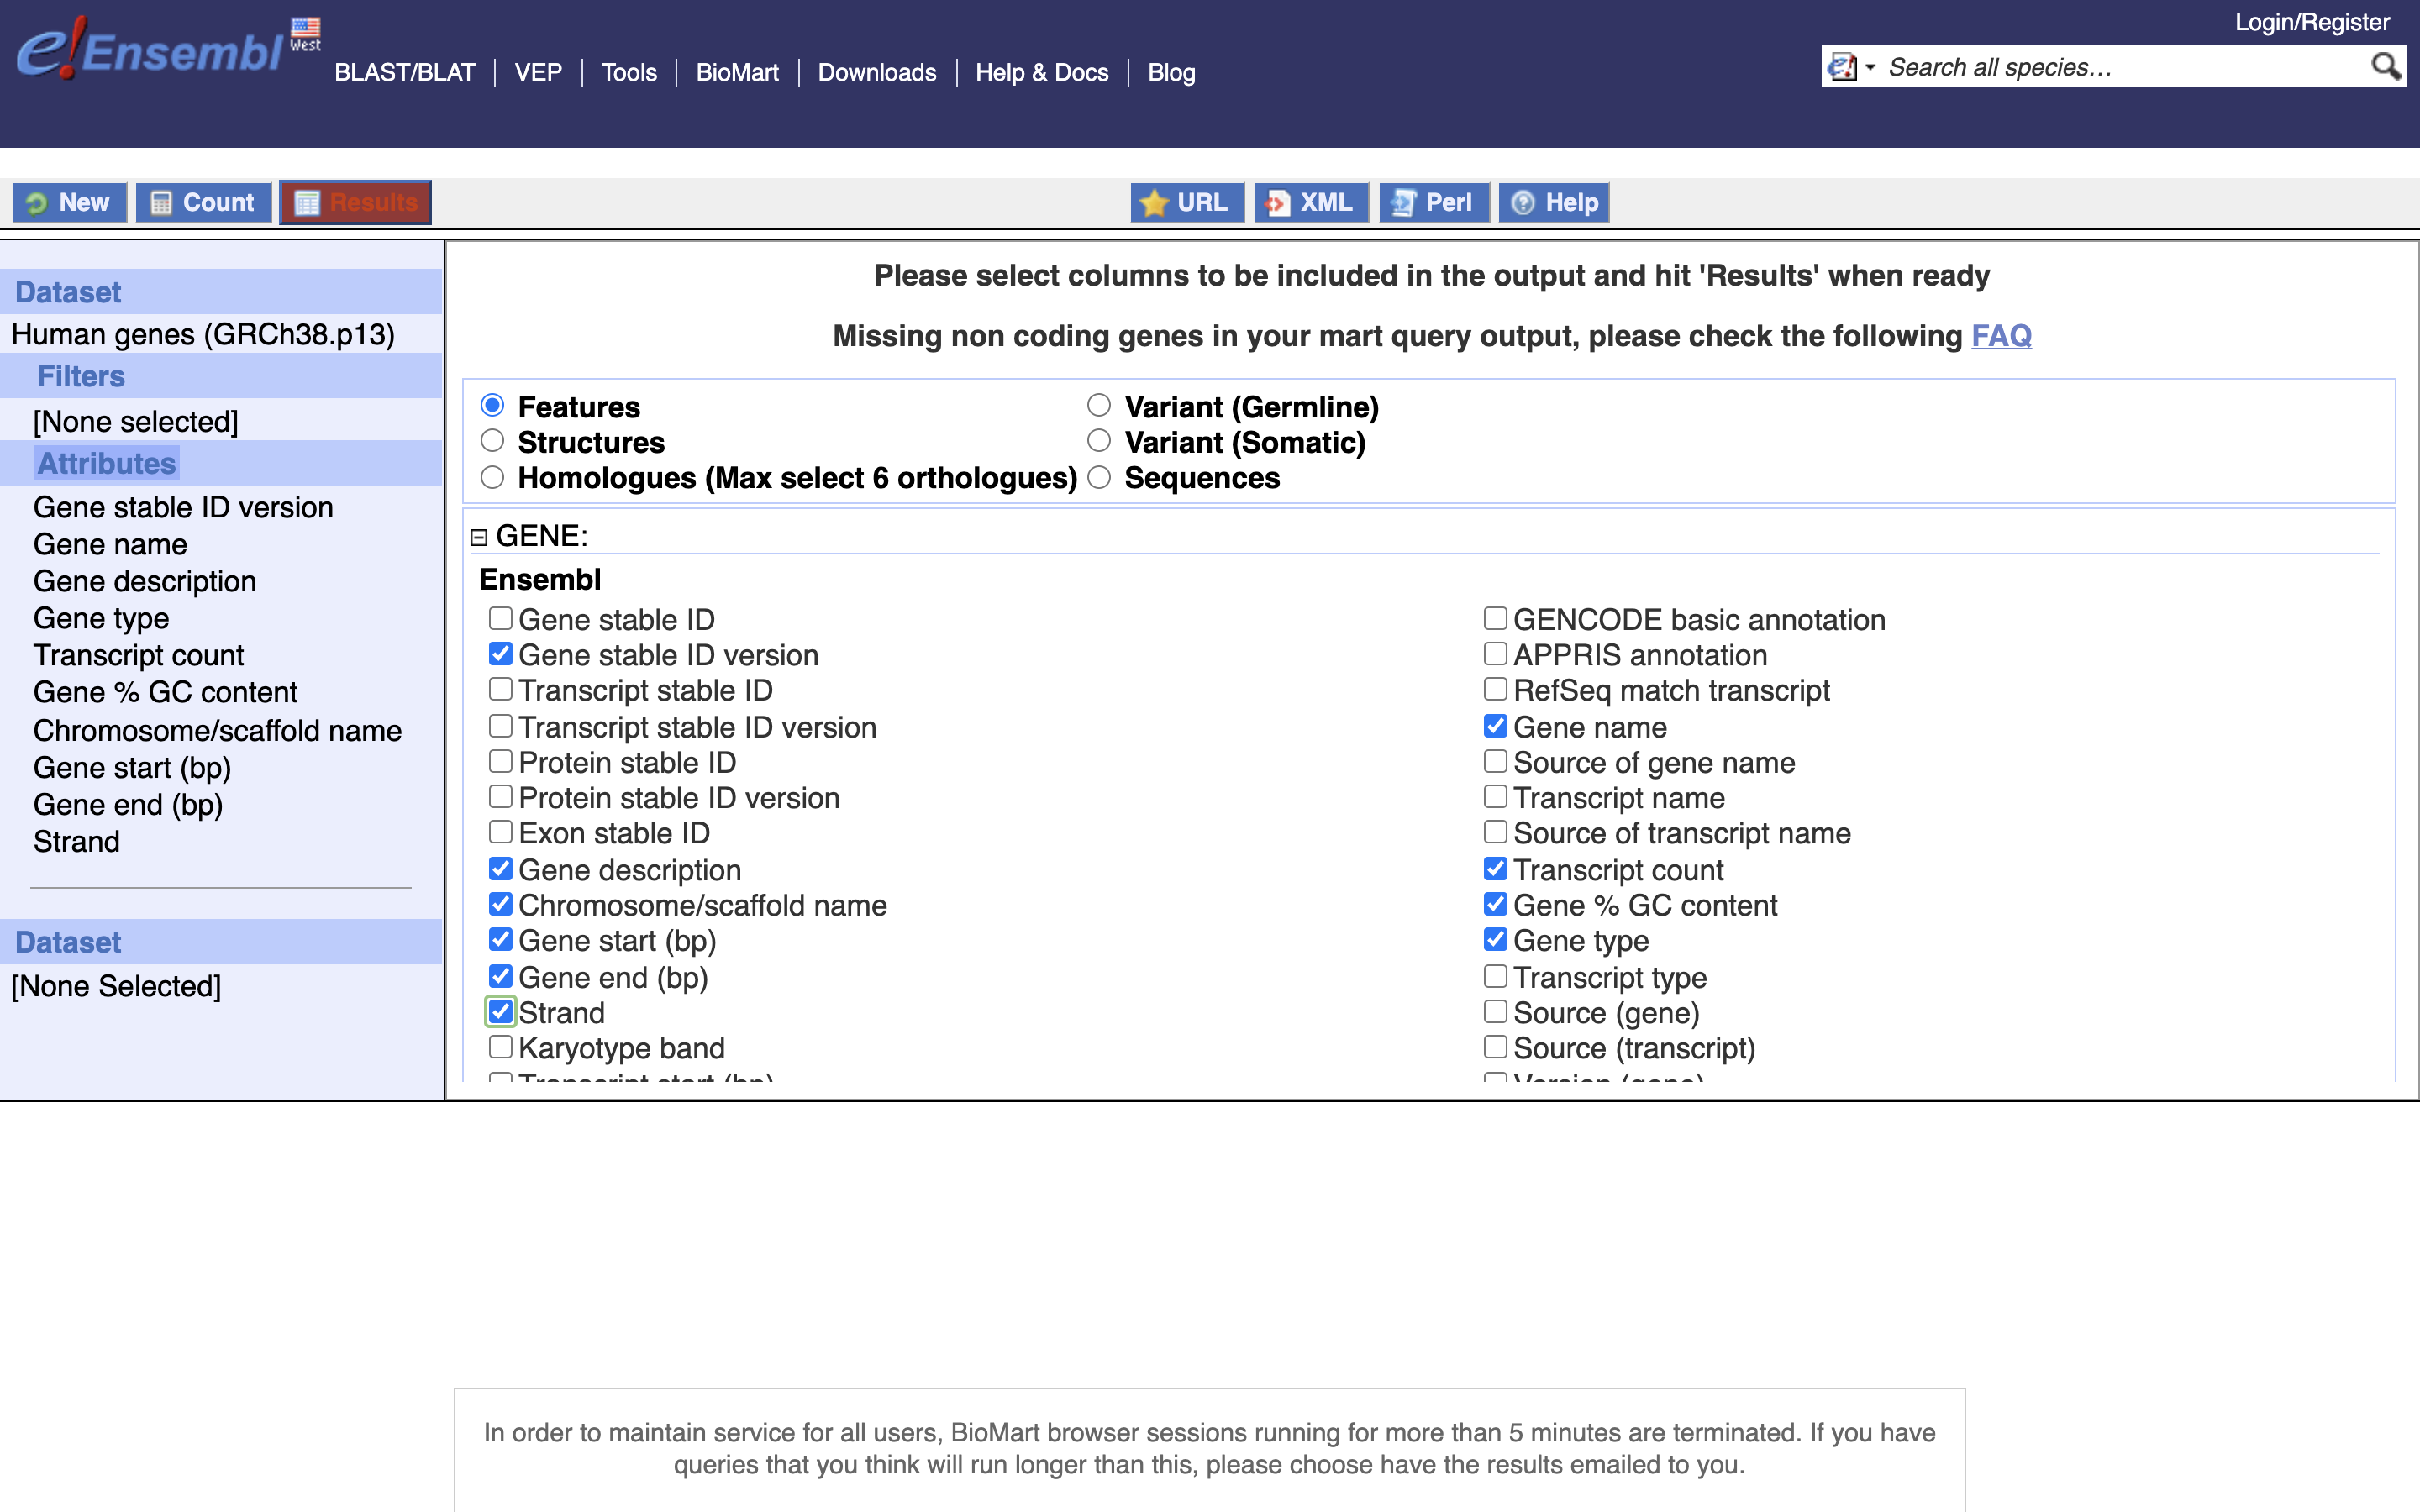 e!Ensembl West
Login/Register
BLAST/BLAT | VEP | Tools | BioMart | Downloads | Help & Docs | Blog
Search all species…
New Count Results URL XML Perl Help
Dataset
Human genes (GRCh38.p13)
Filters
[None selected]
Attributes
Gene stable ID version
Gene name
Gene description
Gene type
Transcript count
Gene % GC content
Chromosome/scaffold name
Gene start (bp)
Gene end (bp)
Strand
Dataset
[None Selected]
Please select columns to be included in the output and hit 'Results' when ready
Missing non coding genes in your mart query output, please check the following FAQ
Features
Structures
Homologues (Max select 6 orthologues)
Variant (Germline)
Variant (Somatic)
Sequences
GENE:
Ensembl
Gene stable ID
Gene stable ID version
Transcript stable ID
Transcript stable ID version
Protein stable ID
Protein stable ID version
Exon stable ID
Gene description
Chromosome/scaffold name
Gene start (bp)
Gene end (bp)
Strand
Karyotype band
Transcript start (bp)
GENCODE basic annotation
APPRIS annotation
RefSeq match transcript
Gene name
Source of gene name
Transcript name
Source of transcript name
Transcript count
Gene % GC content
Gene type
Transcript type
Source (gene)
Source (transcript)
Version (gene)
In order to maintain service for all users, BioMart browser sessions running for more than 5 minutes are terminated. If you have
queries that you think will run longer than this, please choose have the results emailed to you.